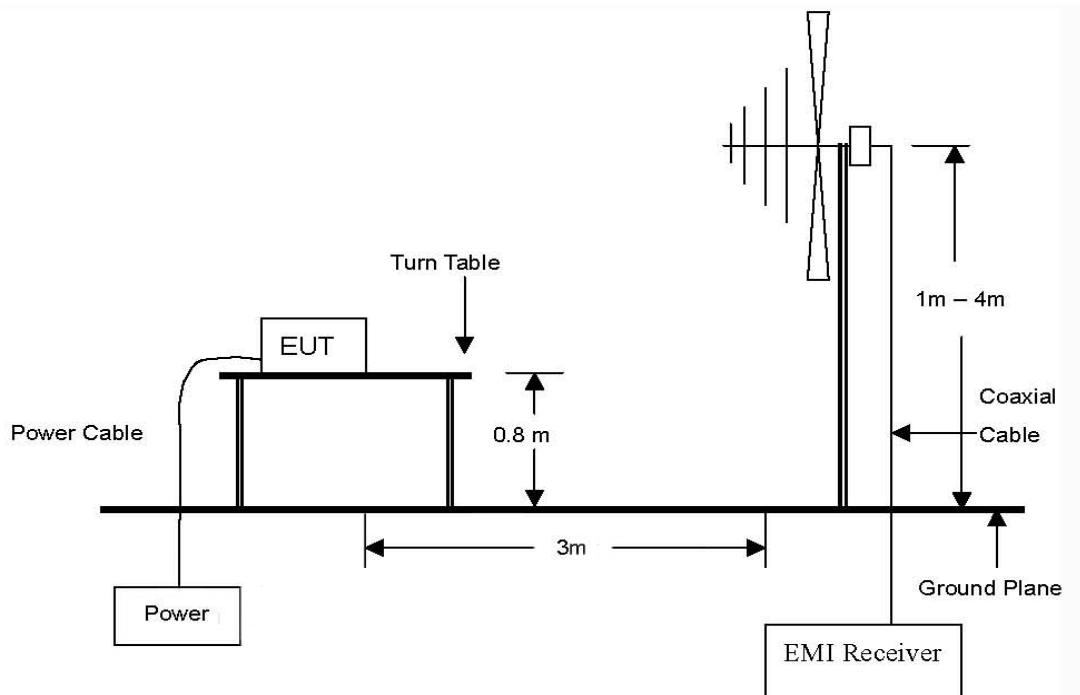 Turn Table
1m – 4m
EUT
Coaxial
Cable
Power Cable
0.8 m
3m
Ground Plane
Power
EMI Receiver